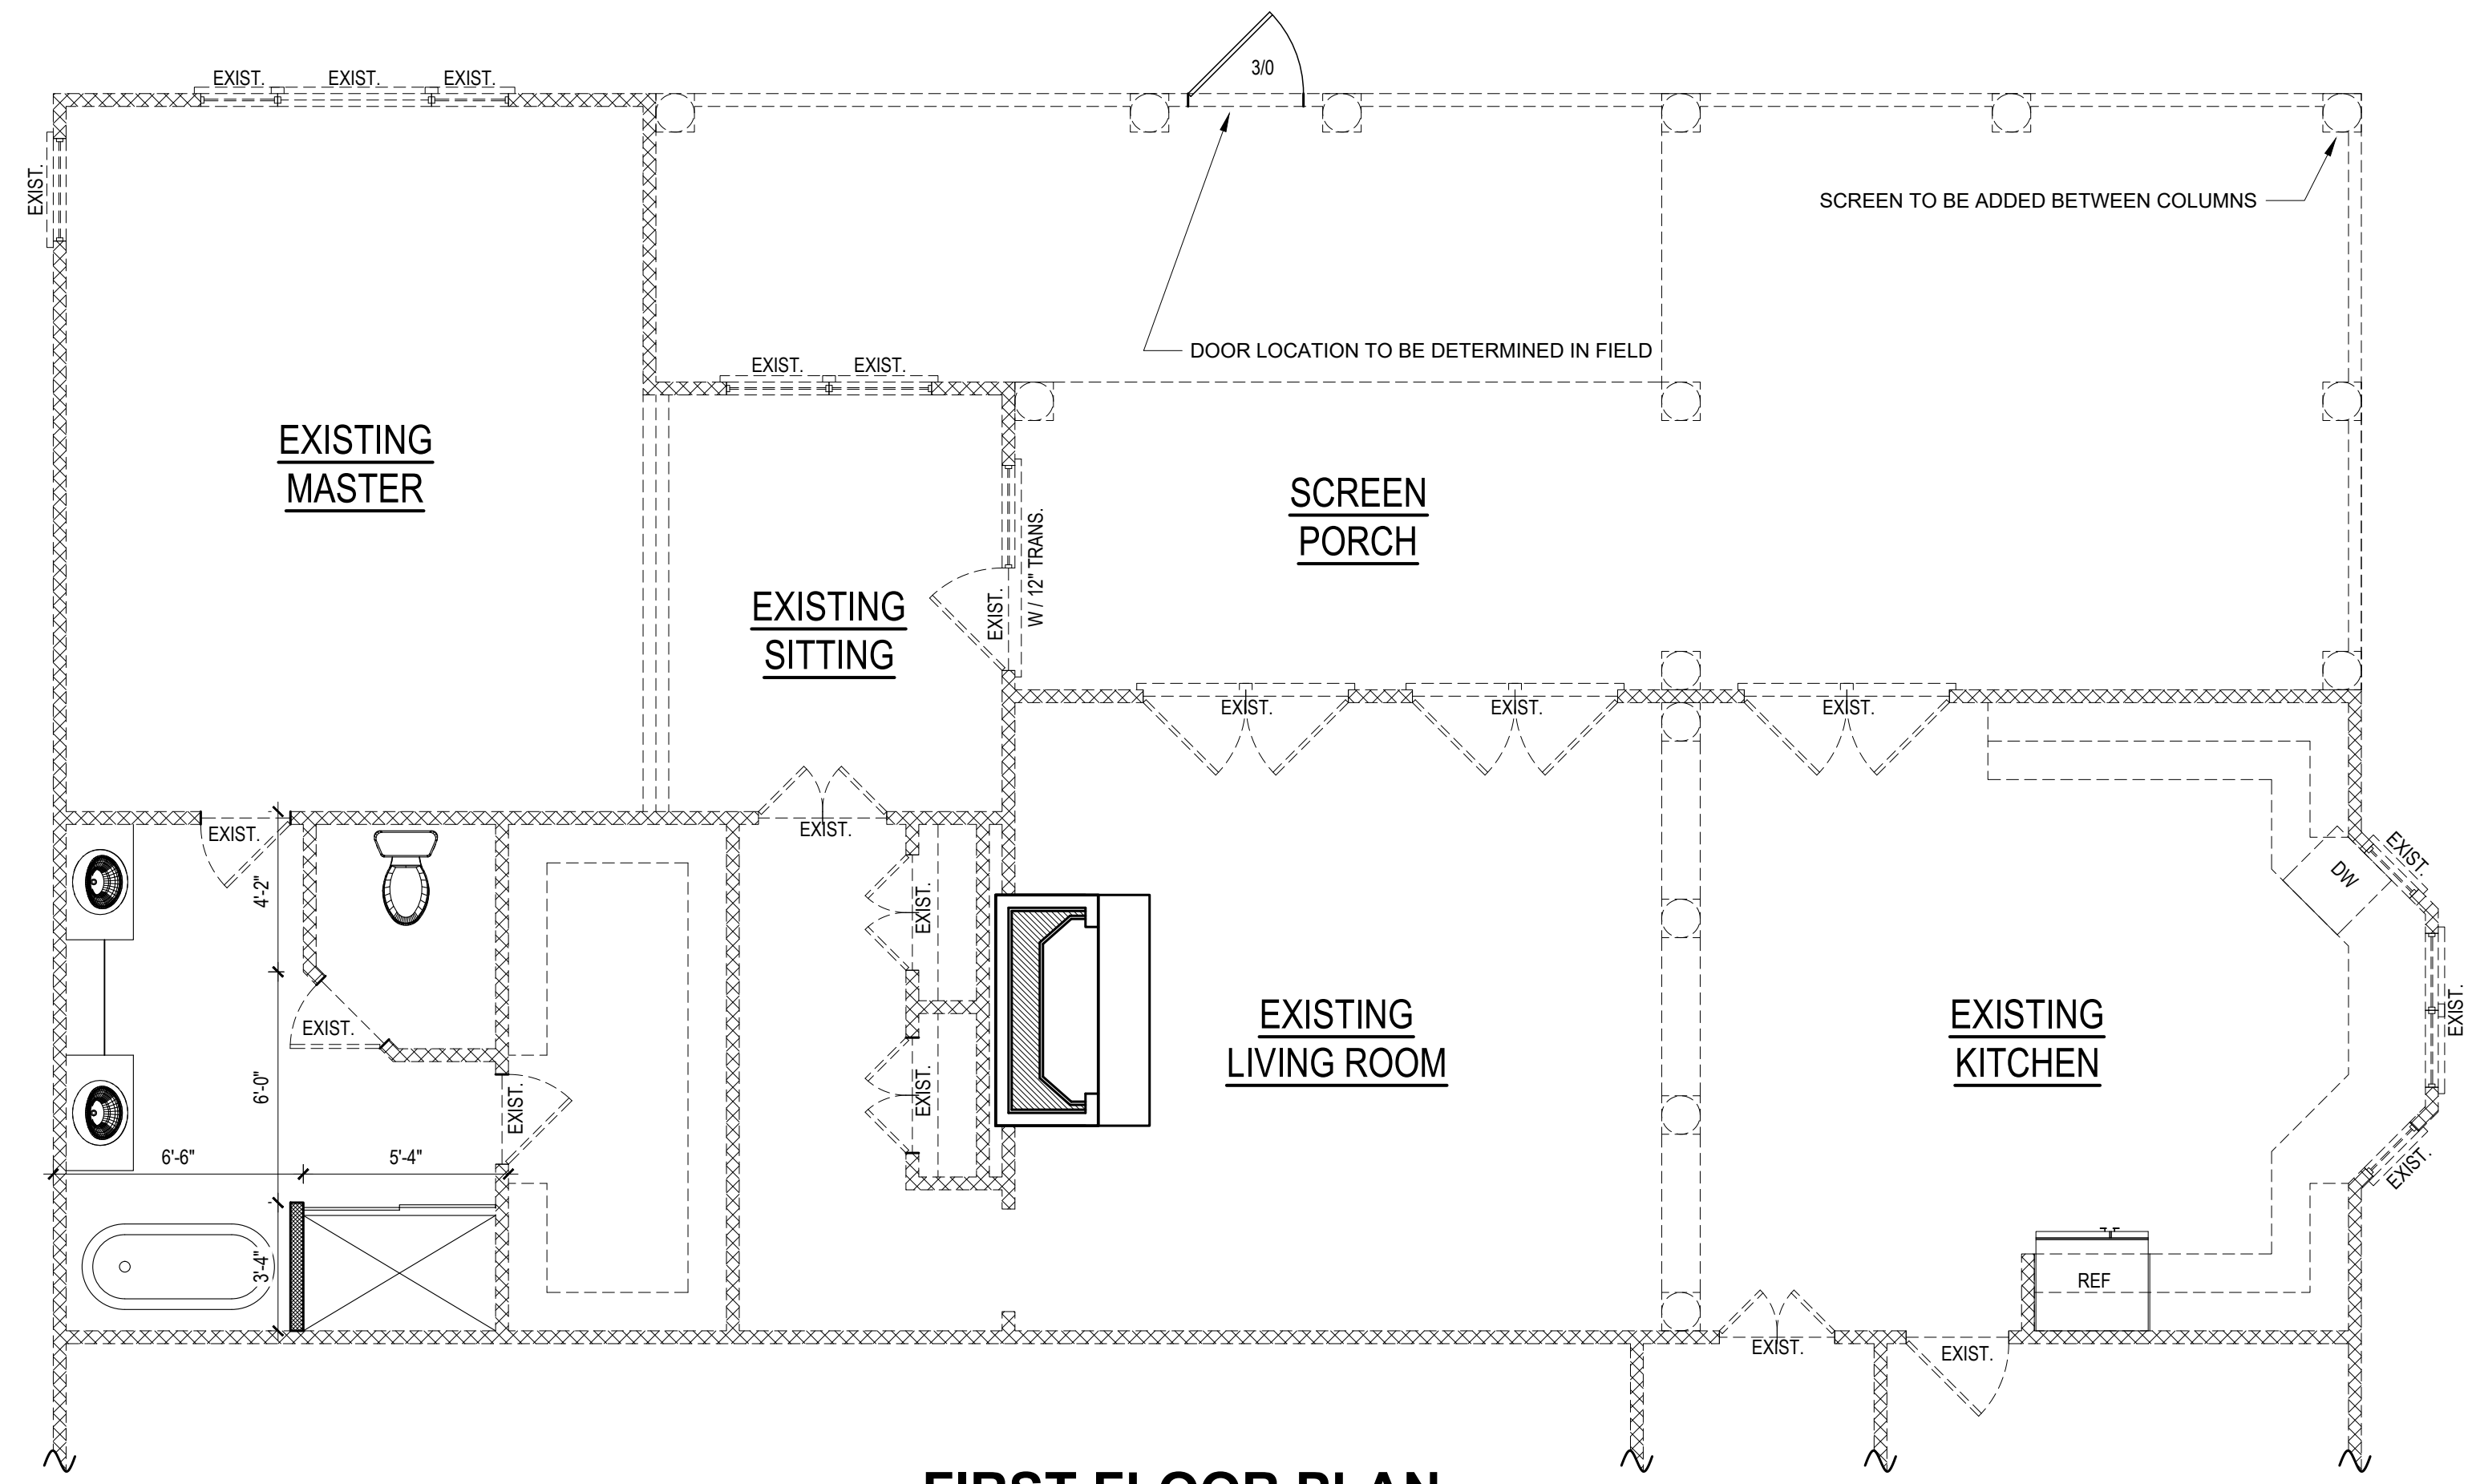 EXIST.
EXIST.
EXIST.
3/0
EXIST.
SCREEN TO BE ADDED BETWEEN COLUMNS
DOOR LOCATION TO BE DETERMINED IN FIELD
EXIST.
EXIST.
EXISTING
MASTER
SCREEN
PORCH
W / 12" TRANS.
EXIST.
EXISTING
SITTING
EXIST.
EXIST.
EXIST.
EXIST.
EXIST.
EXIST.
DW
4'-2"
EXIST.
EXIST.
EXISTING
LIVING ROOM
EXISTING
KITCHEN
EXIST.
EXIST.
6'-0"
EXIST.
EXIST.
6'-6"
5'-4"
EXIST.
3'-4"
REF
EXIST.
EXIST.
FIRST FLOOR PLAN